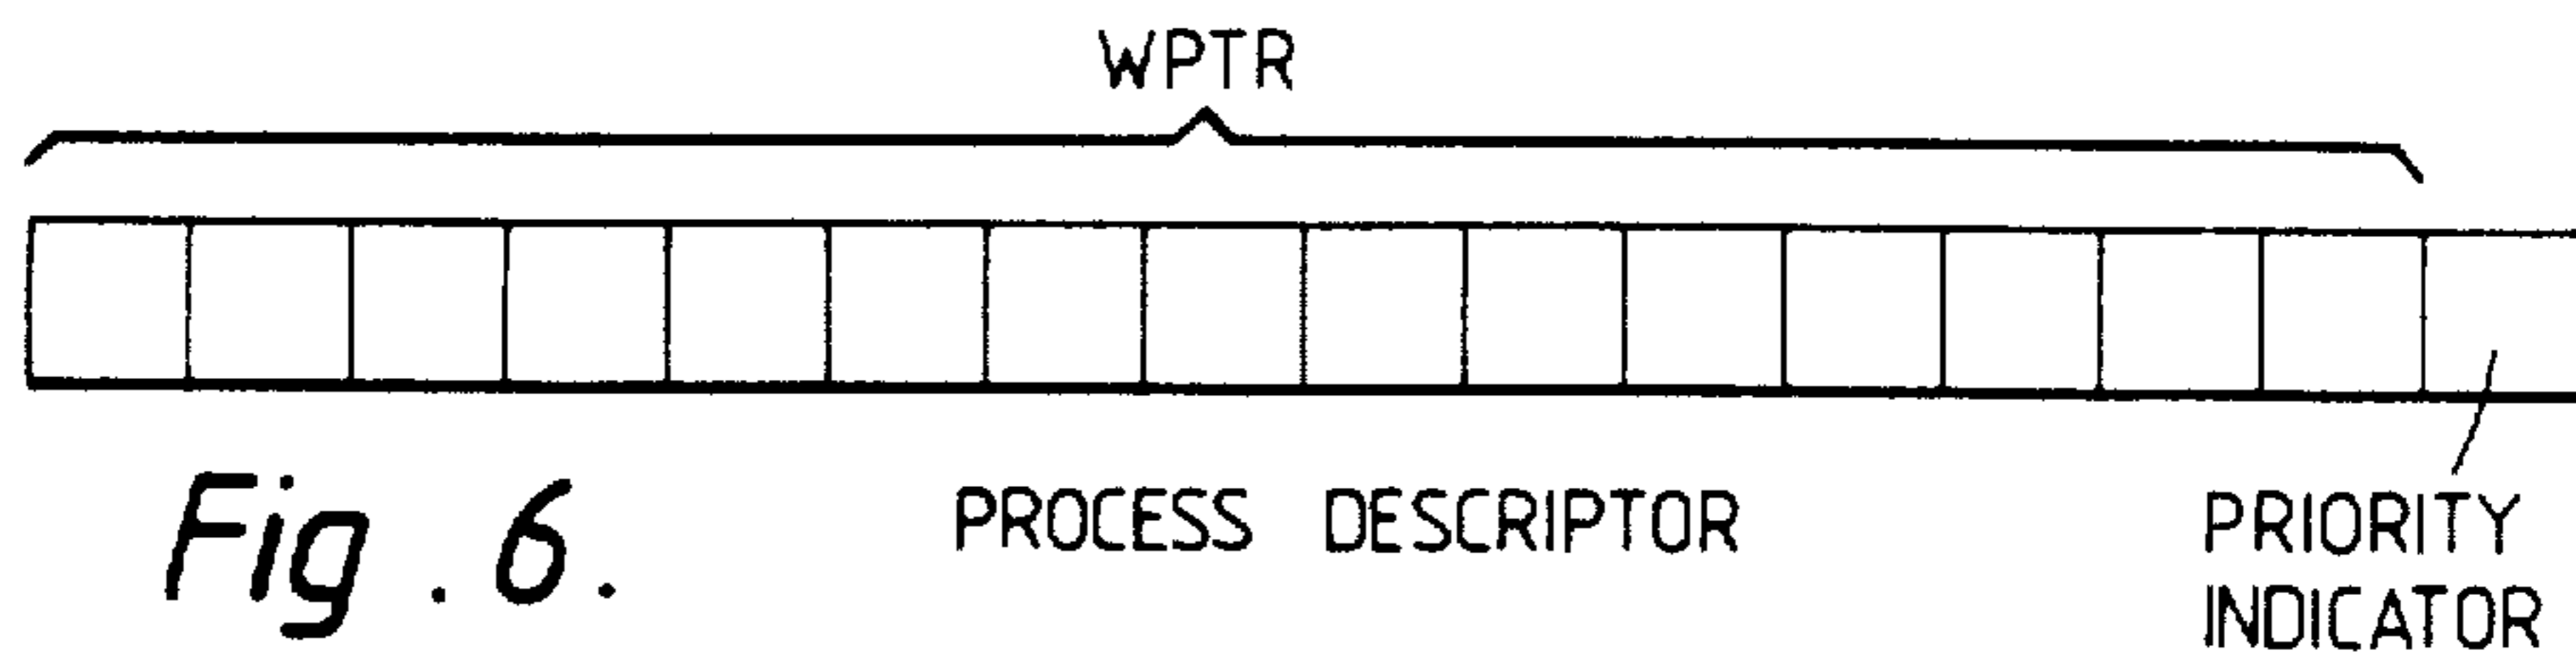 WPTR
Fig. 6.
PROCESS DESCRIPTOR
PRIORITY
INDICATOR